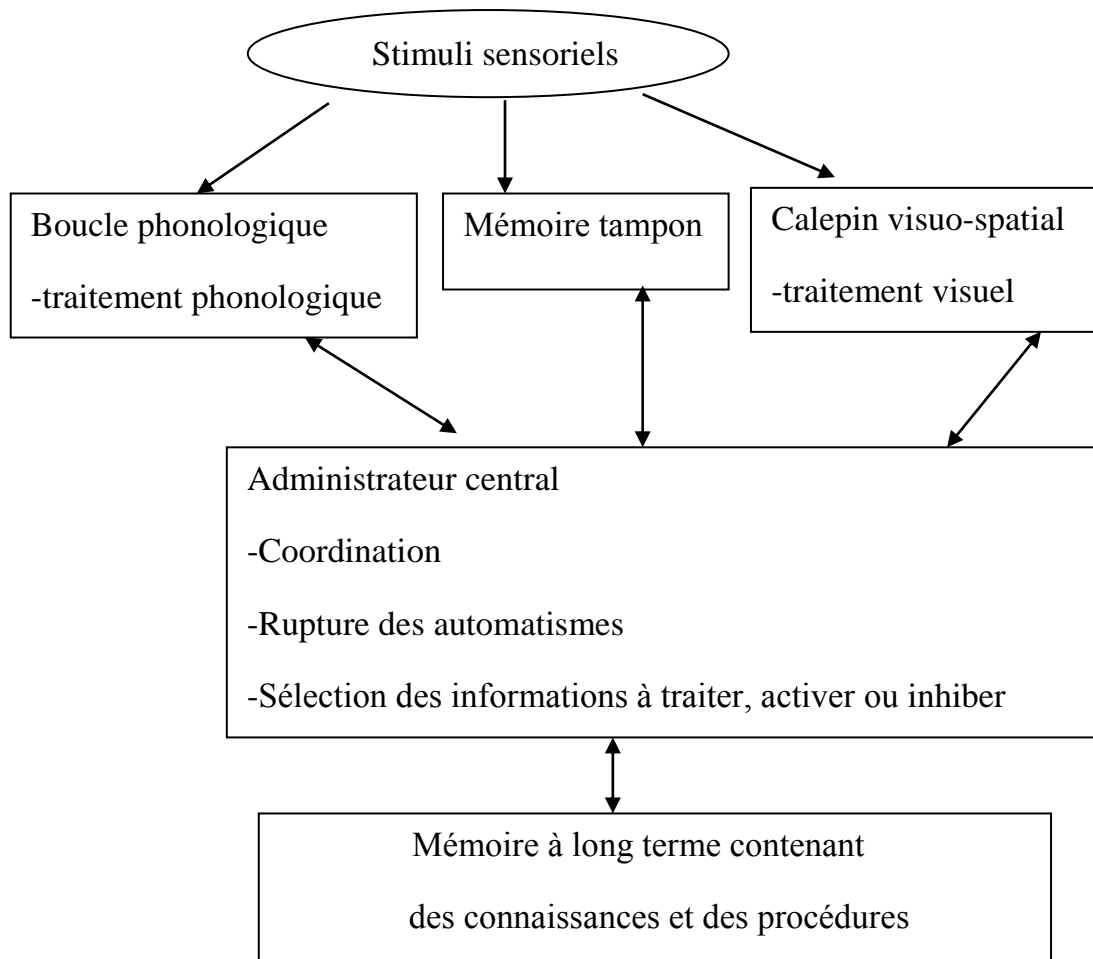 Stimuli sensoriels
Boucle phonologique
-traitement phonologique
Mémoire tampon
Calepin visuo-spatial
-traitement visuel
Administrateur central
-Coordination
-Rupture des automatismes
-Sélection des informations à traiter, activer ou inhiber
Mémoire à long terme contenant
des connaissances et des procédures